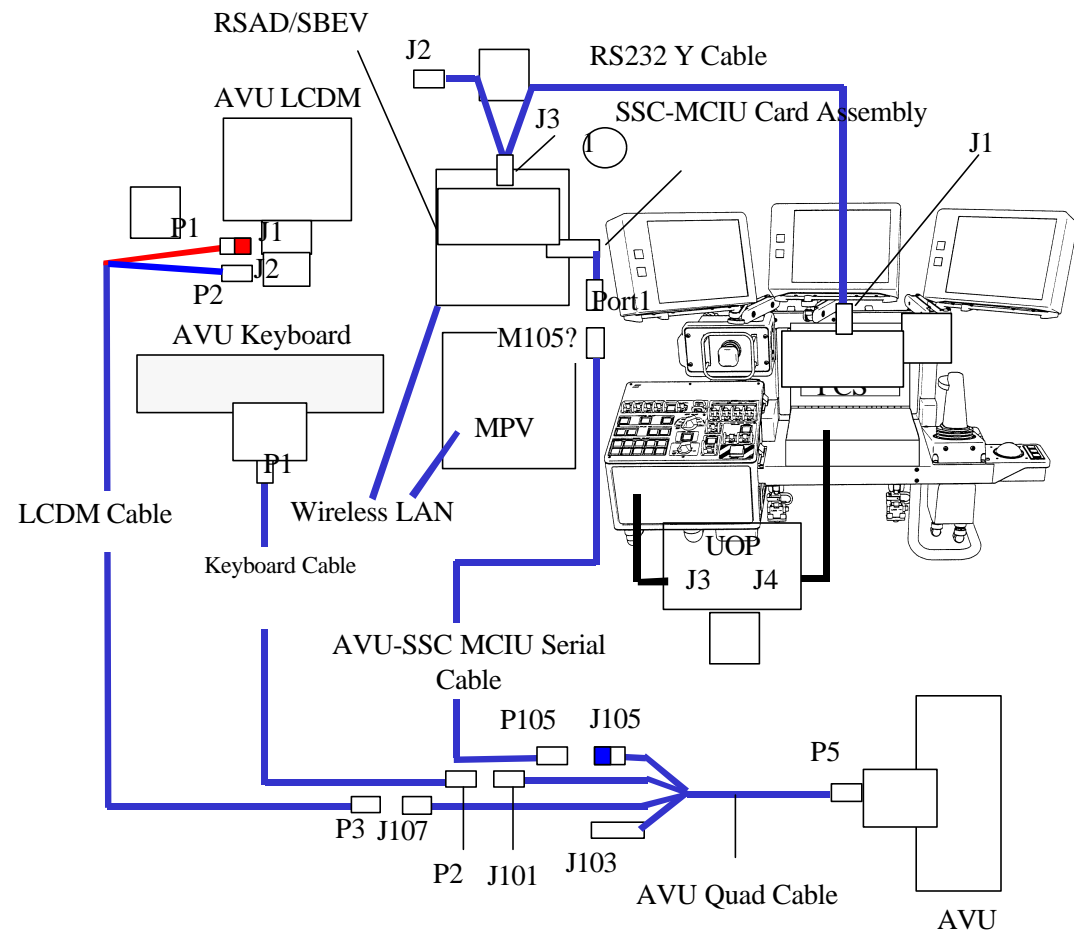 RSAD/SBEV
J2
RS232 Y Cable
AVU LCDM
J3
SSC-MCIU Card Assembly
1
J1
P1
J1
J2
P2
Port1
AVU Keyboard
M105?
PCS
MPV
P1
LCDM Cable
Wireless LAN
Keyboard Cable
UOP
J3 J4
AVU-SSC MCIU Serial
Cable
P105 J105
P5
P3 J107
P2 J101 J103
AVU Quad Cable
AVU